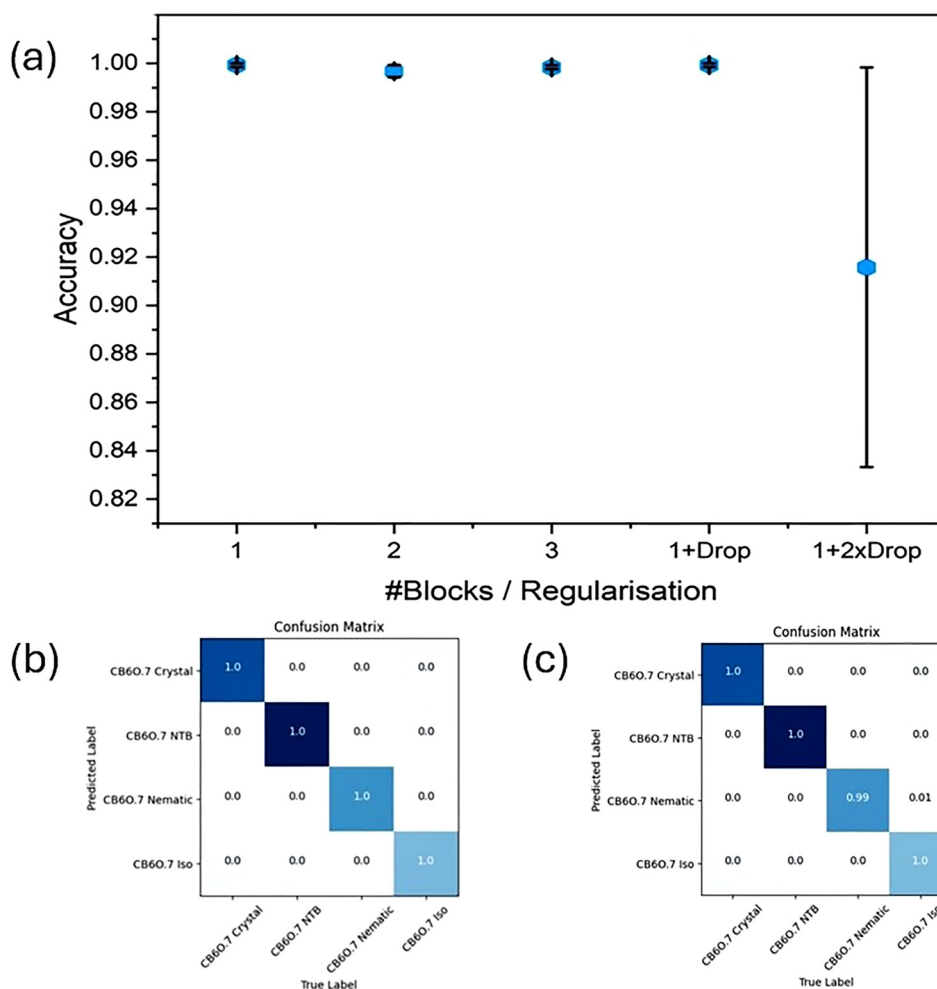 (a)
1.00
0.98
0.96
0.94
0.92
0.90
0.88
0.86
0.84
0.82
Accuracy
1 2 3 1+Drop 1+2xDrop
#Blocks / Regularisation
(b)
Confusion Matrix
CB6O.7 Crystal 1.0 0.0 0.0 0.0
CB6O.7 NTB 0.0 1.0 0.0 0.0
CB6O.7 Nematic 0.0 0.0 1.0 0.0
CB6O.7 Iso 0.0 0.0 0.0 1.0
Predicted Label
CB6O.7 Crystal CB6O.7 NTB CB6O.7 Nematic CB6O.7 Iso
True Label
(c)
Confusion Matrix
CB6O.7 Crystal 1.0 0.0 0.0 0.0
CB6O.7 NTB 0.0 1.0 0.0 0.0
CB6O.7 Nematic 0.0 0.0 0.99 0.01
CB6O.7 Iso 0.0 0.0 0.0 1.0
Predicted Label
CB6O.7 Crystal CB6O.7 NTB CB6O.7 Nematic CB6O.7 Iso
True Label